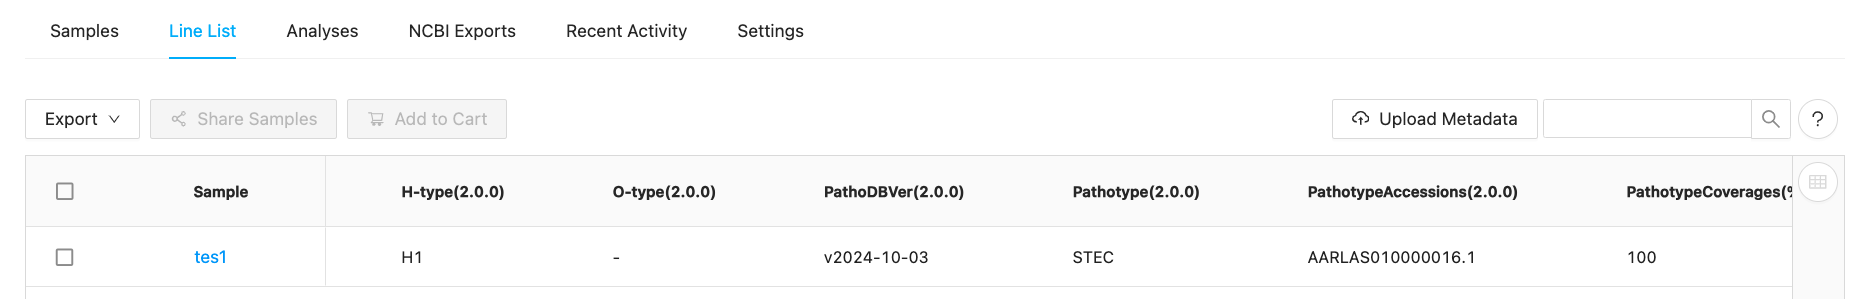 Samples Line List Analyses NCBI Exports Recent Activity Settings
Export Share Samples Add to Cart Upload Metadata ?
Sample H-type(2.0.0) O-type(2.0.0) PathoDBVer(2.0.0) Pathotype(2.0.0) PathotypeAccessions(2.0.0) PathotypeCoverages(%
tes1 H1 - v2024-10-03 STEC AARLAS010000016.1 100